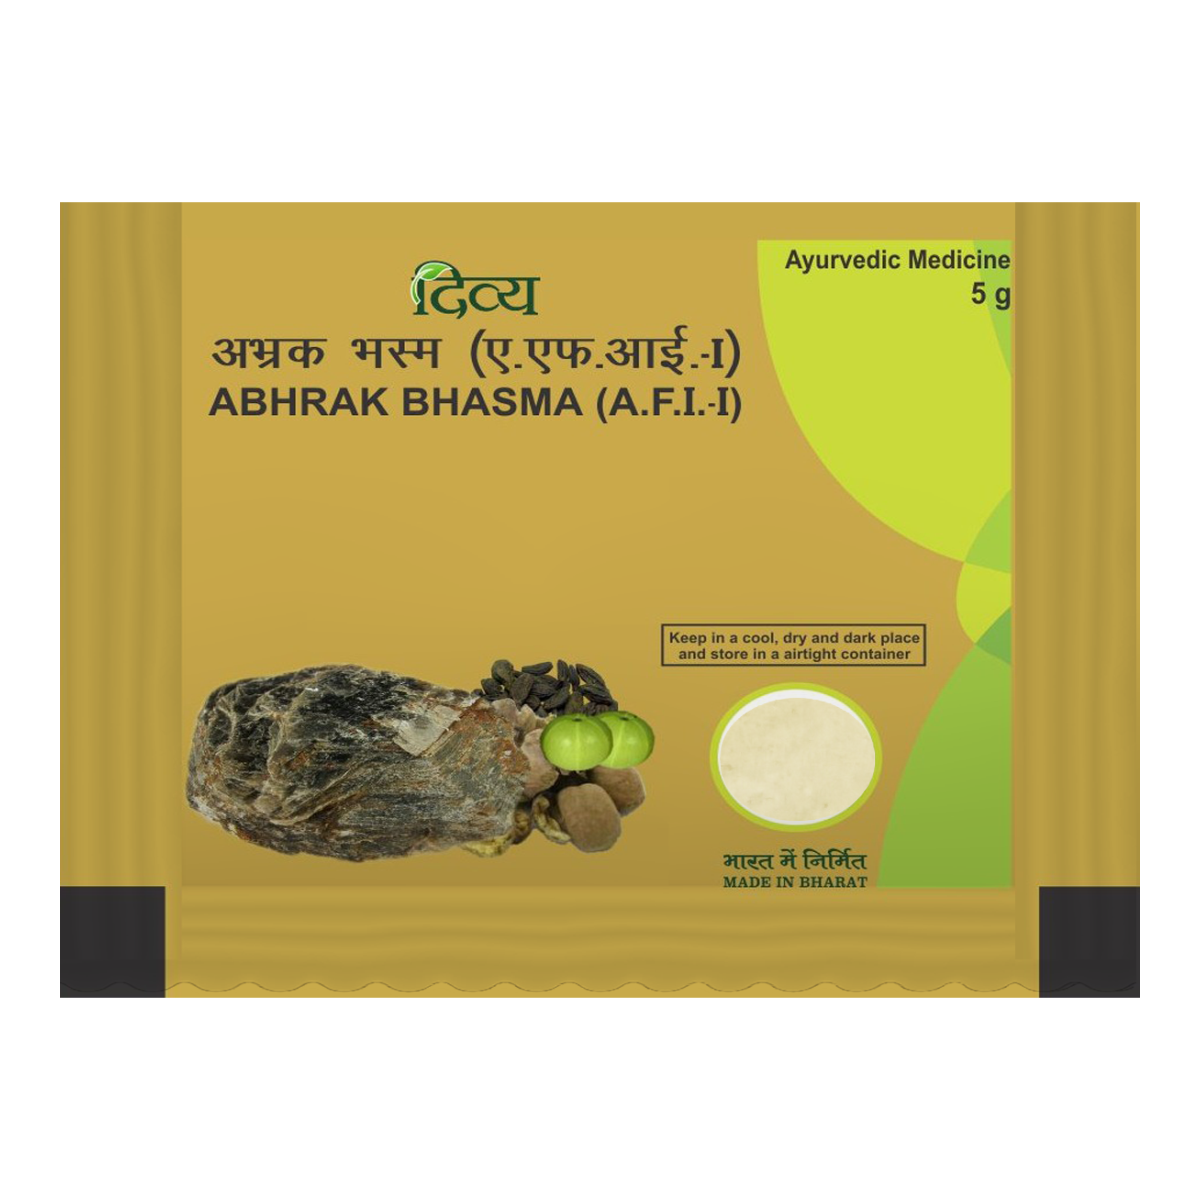 दिव्य
अभ्रक भस्म (ए.एफ.आई.-I)
ABHRAK BHASMA (A.F.I.-I)
Ayurvedic Medicine
5 g
Keep in a cool, dry and dark place
and store in a airtight container
भारत में निर्मित
MADE IN BHARAT